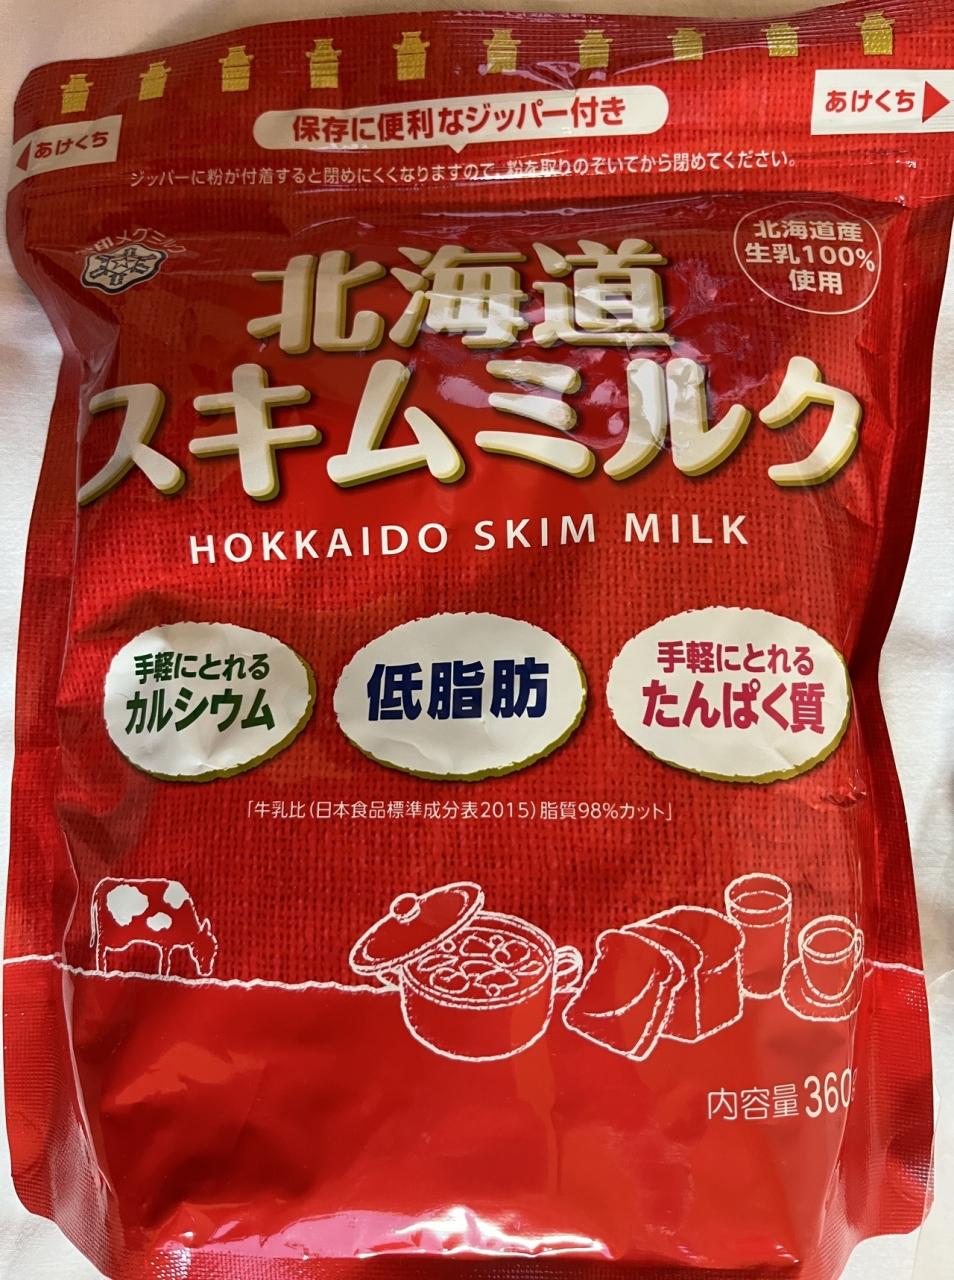 保存に便利なジッパー付き
あけくち
あけくち
ジッパーに粉が付着すると閉めにくくなりますので、粉を取りのぞいてから閉めてください。
印メグミルク
北海道産
生乳100%
使用
北海道
スキムミルク
HOKKAIDO SKIM MILK
手軽にとれる
カルシウム
低脂肪
手軽にとれる
たんぱく質
「牛乳比(日本食品標準成分表2015)脂質98%カット」
内容量360g